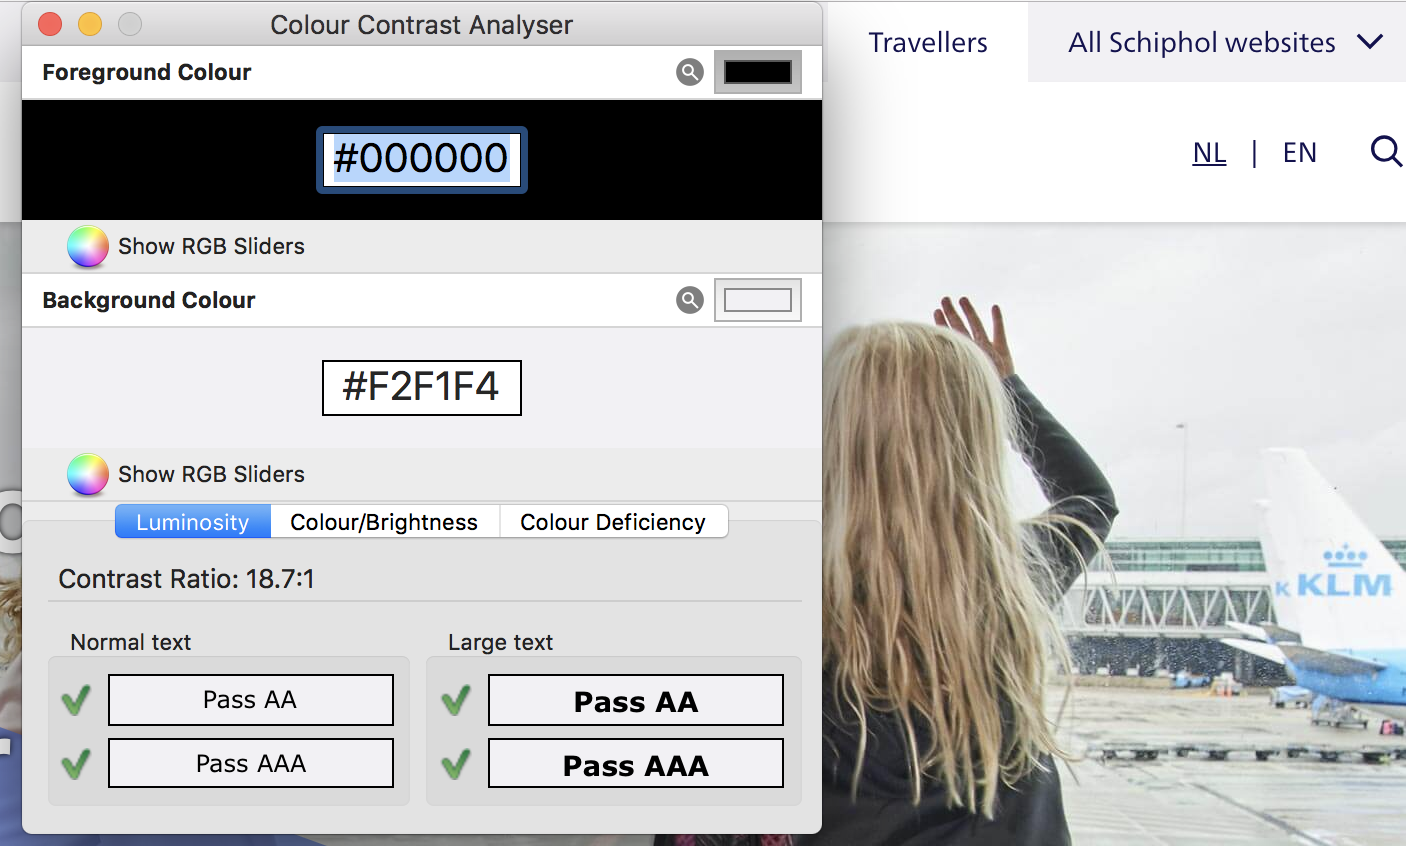 Colour Contrast Analyser
Foreground Colour
#000000
Show RGB Sliders
Background Colour
#F2F1F4
Show RGB Sliders
Luminosity Colour/Brightness Colour Deficiency
Contrast Ratio: 18.7:1
Normal text
Pass AA
Pass AAA
Large text
Pass AA
Pass AAA
Travellers
All Schiphol websites
NL | EN
KLM